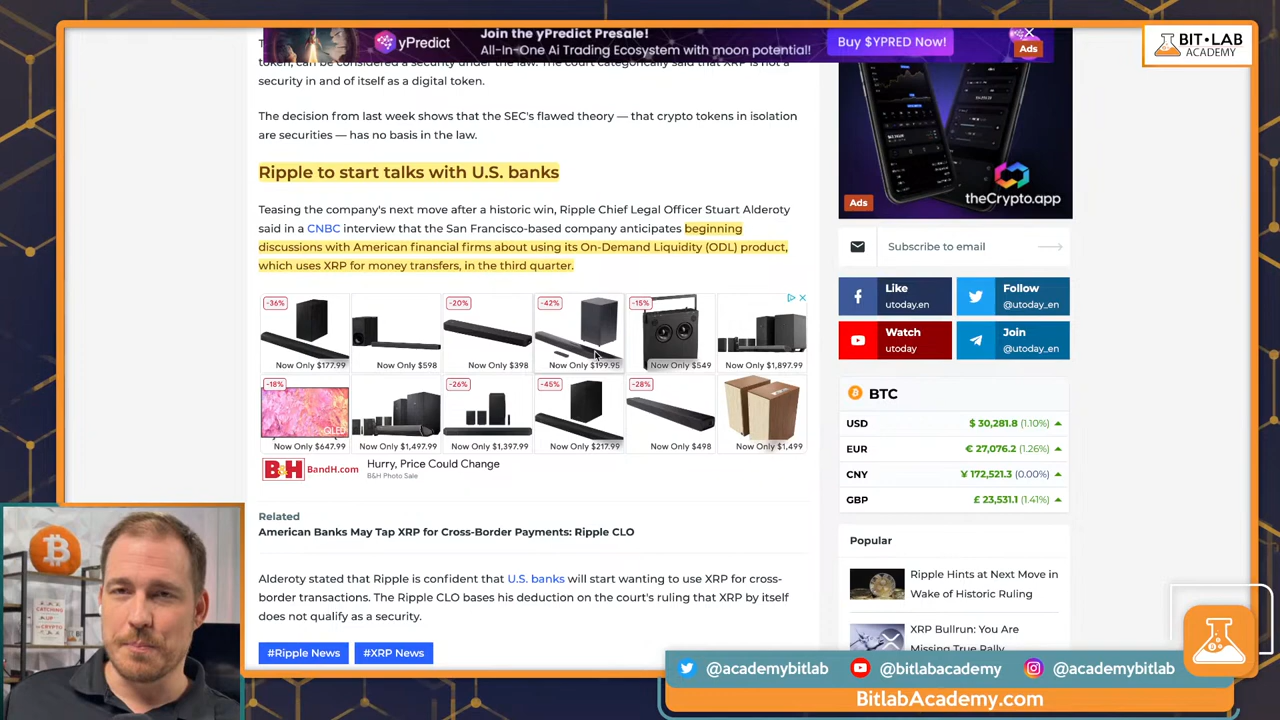 Join the yPredict Presale!
yPredict
All-In-One Ai Trading Ecosystem with moon potential!
Buy $YPRED Now!
Ads
BIT•LAB
ACADEMY
token, can be considered a security under the law. The court categorically said that XRP is not a
security in and of itself as a digital token.
The decision from last week shows that the SEC's flawed theory — that crypto tokens in isolation
are securities — has no basis in the law.
Ripple to start talks with U.S. banks
Teasing the company's next move after a historic win, Ripple Chief Legal Officer Stuart Alderoty
said in a CNBC interview that the San Francisco-based company anticipates beginning
discussions with American financial firms about using its On-Demand Liquidity (ODL) product,
which uses XRP for money transfers, in the third quarter.
-36%
-20%
-42%
-15%
Now Only $177.99
Now Only $598
Now Only $398
Now Only $199.95
Now Only $549
Now Only $1,897.99
-18%
-26%
-45%
-28%
QLED
Now Only $647.99
Now Only $1,497.99
Now Only $1,397.99
Now Only $217.99
Now Only $498
Now Only $1,499
B&H BandH.com
Hurry, Price Could Change
B&H Photo Sale
Related
American Banks May Tap XRP for Cross-Border Payments: Ripple CLO
Alderoty stated that Ripple is confident that U.S. banks will start wanting to use XRP for cross-
border transactions. The Ripple CLO bases his deduction on the court's ruling that XRP by itself
does not qualify as a security.
#Ripple News
#XRP News
theCrypto.app
Ads
Subscribe to email
Like
utoday.en
Follow
@utoday_en
Watch
utoday
Join
@utoday_en
BTC
USD
$ 30,281.8 (1.10%)
EUR
€ 27,076.2 (1.26%)
CNY
¥ 172,521.3 (0.00%)
GBP
£ 23,531.1 (1.41%)
Popular
Ripple Hints at Next Move in
Wake of Historic Ruling
XRP Bullrun: You Are
Missing True Rally
CATCHING
UP
CRYPTO
@academybitlab
@bitlabacademy
@academybitlab
BitlabAcademy.com